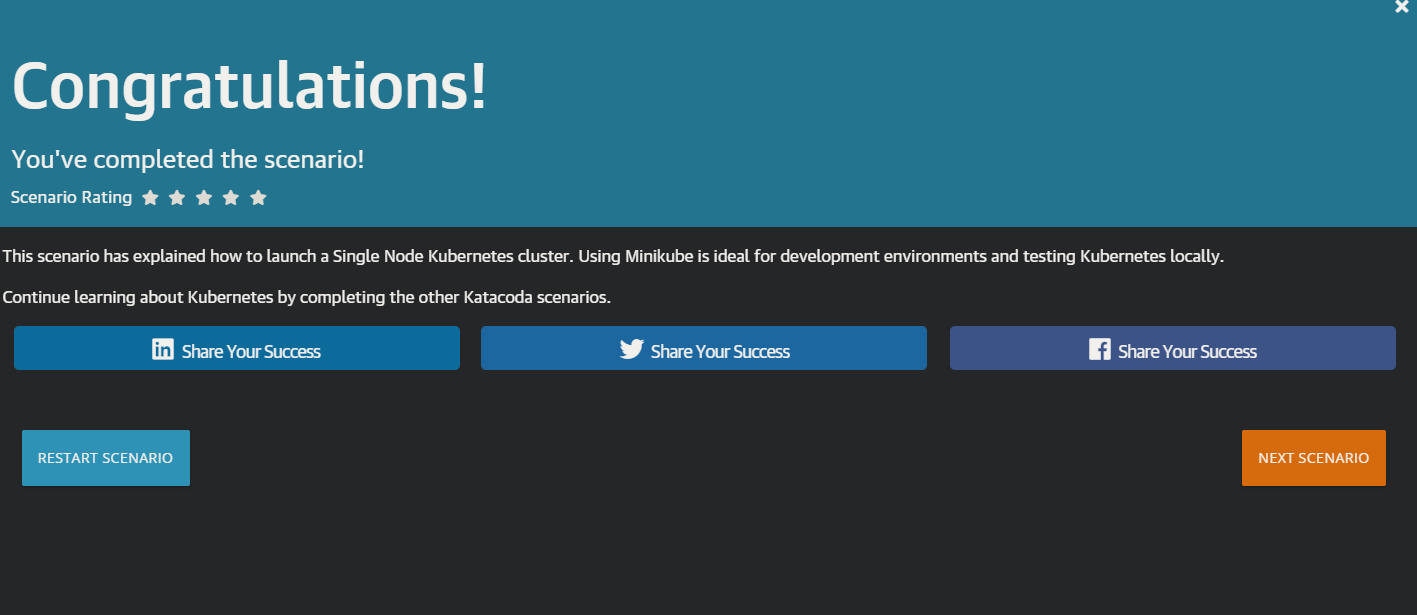 Congratulations!
You've completed the scenario!
Scenario Rating
This scenario has explained how to launch a Single Node Kubernetes cluster. Using Minikube is ideal for development environments and testing Kubernetes locally.
Continue learning about Kubernetes by completing the other Katacoda scenarios.
in Share Your Success
Share Your Success
f Share Your Success
RESTART SCENARIO
NEXT SCENARIO